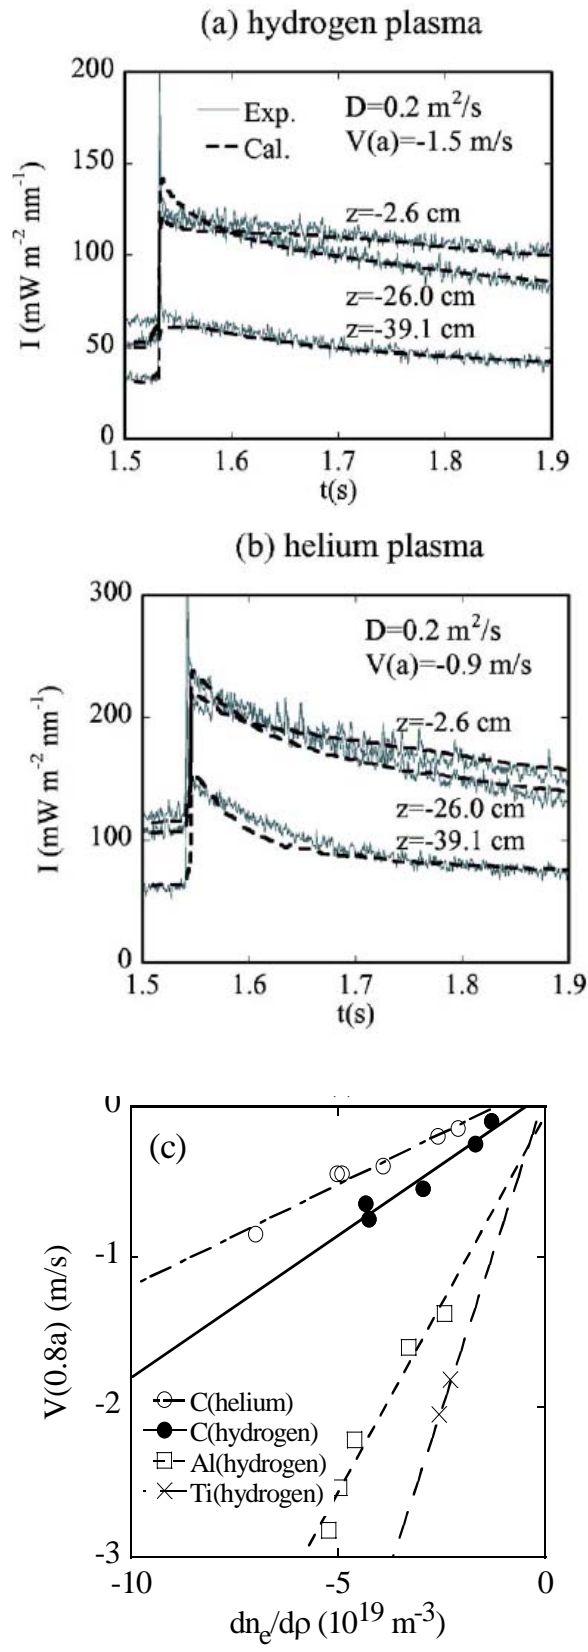 (a) hydrogen plasma
200
150
100
50
0
I (mW m⁻² nm⁻¹)
Exp.
Cal.
D=0.2 m²/s
V(a)=-1.5 m/s
z=-2.6 cm
z=-26.0 cm
z=-39.1 cm
1.5 1.6 1.7 1.8 1.9
t(s)
(b) helium plasma
300
200
100
0
I (mW m⁻² nm⁻¹)
D=0.2 m²/s
V(a)=-0.9 m/s
z=-2.6 cm
z=-26.0 cm
z=-39.1 cm
1.5 1.6 1.7 1.8 1.9
t(s)
(c)
0
-1
-2
-3
V(0.8a) (m/s)
C(helium)
C(hydrogen)
Al(hydrogen)
Ti(hydrogen)
-10 -5 0
dnₑ/dρ (10¹⁹ m⁻³)